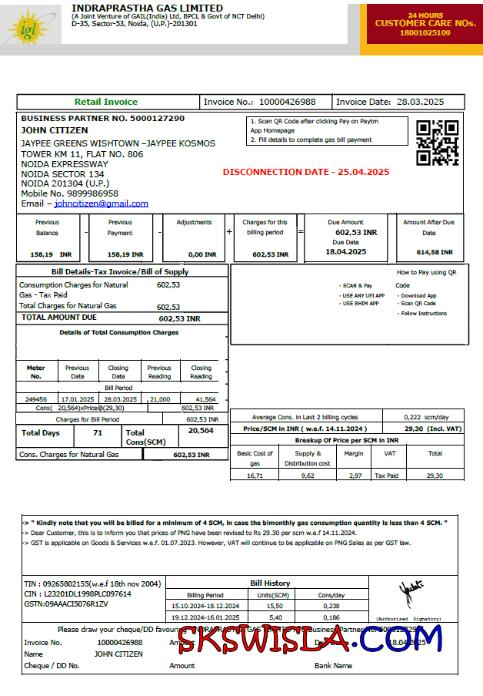 INDRAPRASTHA GAS LIMITED
(A Joint Venture of GAIL(India) Ltd, BPCL & Govt of NCT Delhi)
D-35, Sector-53, Noida, (U.P.)-201301
igl
24 HOURS
CUSTOMER CARE NOs.
18001025109
Retail Invoice Invoice No.: 10000426988 Invoice Date: 28.03.2025
BUSINESS PARTNER NO. 5000127290
JOHN CITIZEN
JAYPEE GREENS WISHTOWN –JAYPEE KOSMOS
TOWER KM 11, FLAT NO. 806
NOIDA EXPRESSWAY
NOIDA SECTOR 134
NOIDA 201304 (U.P.)
Mobile No. 9899986958
Email – johncitizen@gmail.com
1. Scan QR Code after clicking Pay on Paytm
App Homepage
2. Fill details to complete gas bill payment
DISCONNECTION DATE - 25.04.2025
Previous Balance - Previous Payment - Adjustments + Charges for this billing period = Due Amount 602,53 INR Due Date Amount After Due Date
158,19 INR 158,19 INR 0,00 INR 602,53 INR 18.04.2025 614,58 INR
Bill Details-Tax Invoice/Bill of Supply
Consumption Charges for Natural 602,53
Gas - Tax Paid
Total Charges for Natural Gas 602,53
TOTAL AMOUNT DUE 602,53 INR
How to Pay using QR
Code
- SCAN & Pay
- USE ANY UPI APP
- USE BHIM APP
- Download App
- Scan QR Code
- Follow Instructions
Details of Total Consumption Charges
Meter No. Previous Date Closing Date Previous Reading Closing Reading
Bill Period
249456 17.01.2025 28.03.2025 21,000 41,564
Cons( 20,564)xPrice@(29,30) 602,53 INR
Charges for Bill Period 602,53 INR
Total Days 71 Total Cons(SCM) 20,564
Cons. Charges for Natural Gas 602,53 INR
Average Cons. in Last 2 billing cycles 0,222 scm/day
Price/SCM in INR ( w.e.f. 14.11.2024 ) 29,30 (Incl. VAT)
Breakup Of Price per SCM in INR
Basic Cost of gas Supply & Distribution cost Margin VAT Total
16,71 9,62 2,97 Tax Paid 29,30
-> " Kindly note that you will be billed for a minimum of 4 SCM, in case the bimonthly gas consumption quantity is less than 4 SCM. "
-> Dear Customer, this is to inform you that prices of PNG have been revised to Rs 29.30 per scm w.e.f 14.11.2024.
-> GST is applicable on Goods & Services w.e.f. 01.07.2023. However, VAT will continue to be applicable on PNG Sales as per GST law.
TIN : 09265802155(w.e.f 18th nov 2004)
CIN : L23201DL1998PLC097614
GSTN:09AAACI5076R1ZV
Bill History
Billing Period Units(SCM) Cons/day
15.10.2024-18.12.2024 15,50 0,238
19.12.2024-16.01.2025 5,40 0,186
(Authorised Signatory)
Please draw your cheque/DD favouring
Invoice No. 10000426988
Name JOHN CITIZEN
Cheque / DD No. Amount Bank Name
SKSWISLA.COM